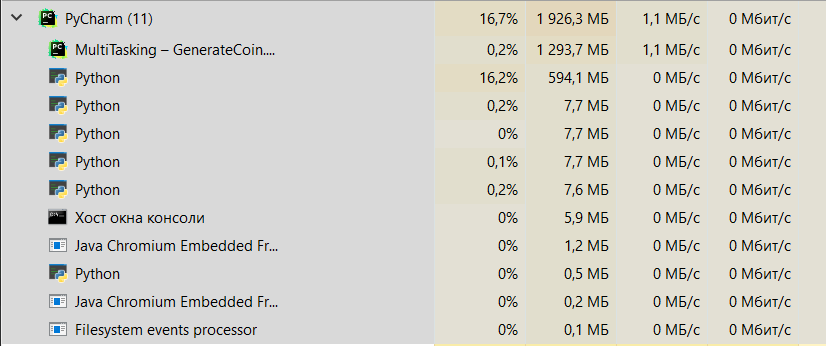 PyCharm (11) 16,7% 1 926,3 МБ 1,1 МБ/с 0 Мбит/с
MultiTasking – GenerateCoin.... 0,2% 1 293,7 МБ 1,1 МБ/с 0 Мбит/с
Python 16,2% 594,1 МБ 0 МБ/с 0 Мбит/с
Python 0,2% 7,7 МБ 0 МБ/с 0 Мбит/с
Python 0% 7,7 МБ 0 МБ/с 0 Мбит/с
Python 0,1% 7,7 МБ 0 МБ/с 0 Мбит/с
Python 0,2% 7,6 МБ 0 МБ/с 0 Мбит/с
Хост окна консоли 0% 5,9 МБ 0 МБ/с 0 Мбит/с
Java Chromium Embedded Fr... 0% 1,2 МБ 0 МБ/с 0 Мбит/с
Python 0% 0,5 МБ 0 МБ/с 0 Мбит/с
Java Chromium Embedded Fr... 0% 0,2 МБ 0 МБ/с 0 Мбит/с
Filesystem events processor 0% 0,1 МБ 0 МБ/с 0 Мбит/с